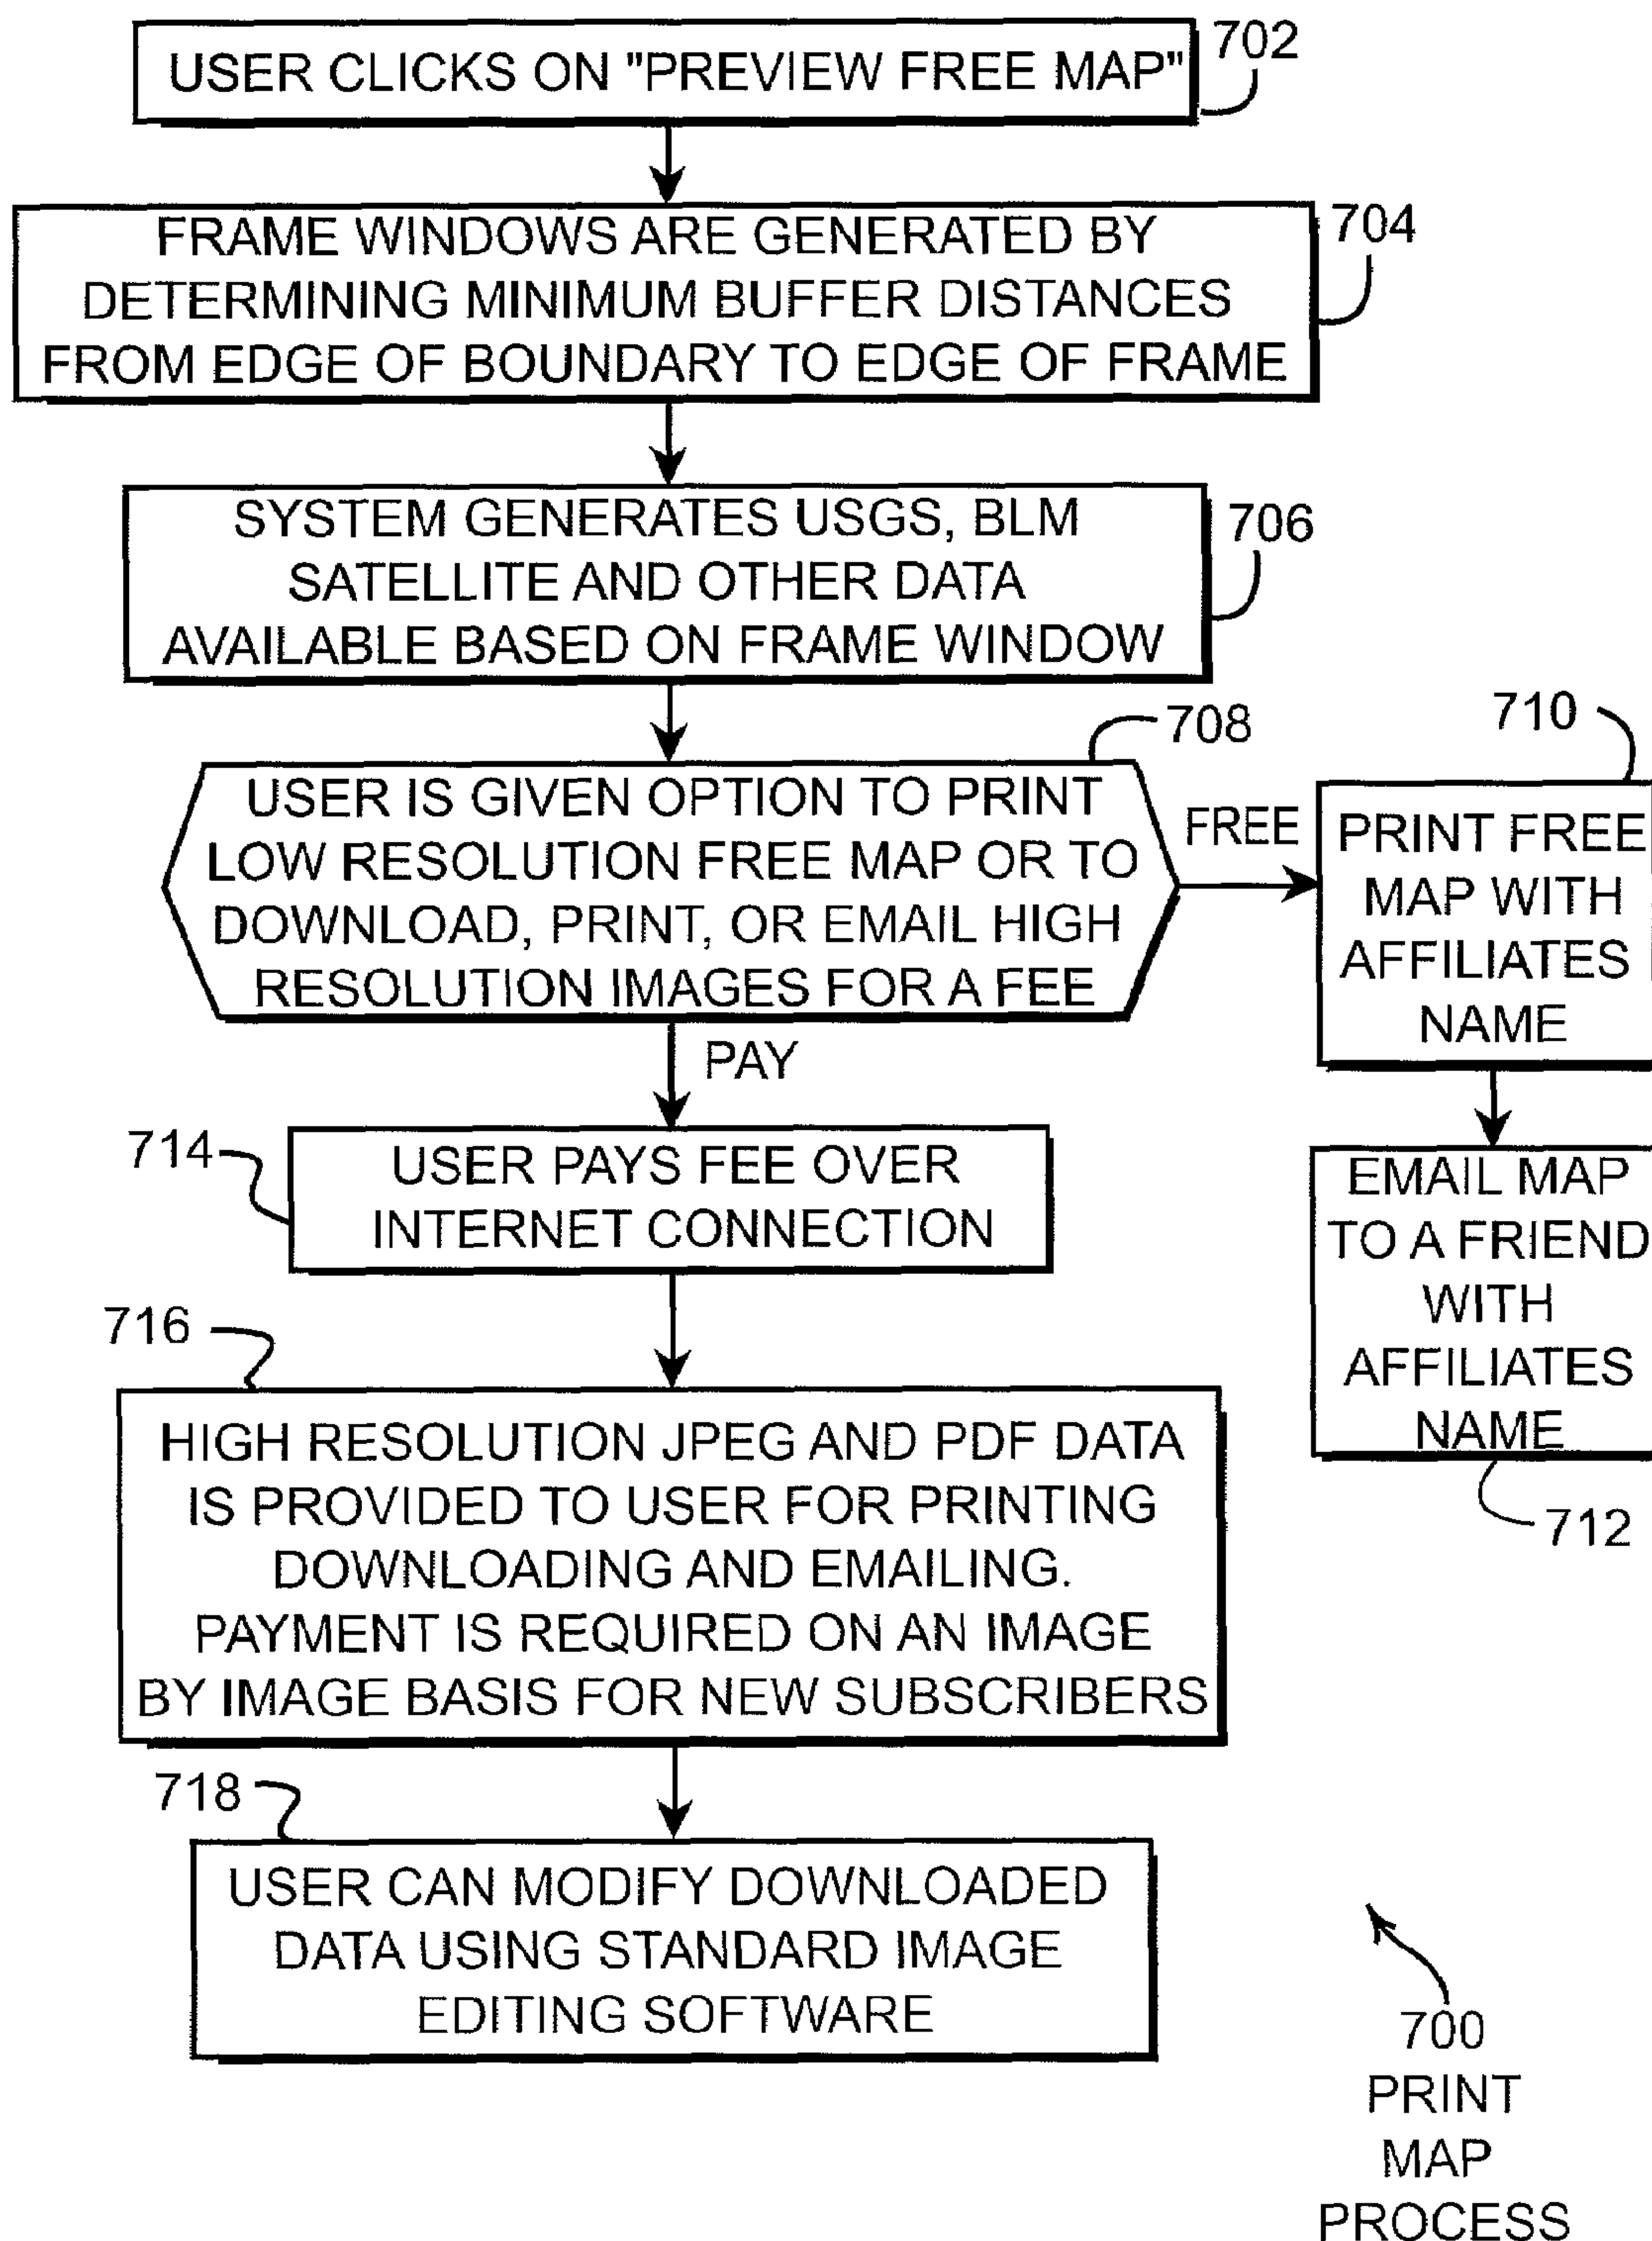 USER CLICKS ON "PREVIEW FREE MAP"
702
FRAME WINDOWS ARE GENERATED BY
DETERMINING MINIMUM BUFFER DISTANCES
FROM EDGE OF BOUNDARY TO EDGE OF FRAME
704
SYSTEM GENERATES USGS, BLM
SATELLITE AND OTHER DATA
AVAILABLE BASED ON FRAME WINDOW
706
708
USER IS GIVEN OPTION TO PRINT
LOW RESOLUTION FREE MAP OR TO
DOWNLOAD, PRINT, OR EMAIL HIGH
RESOLUTION IMAGES FOR A FEE
FREE
710
PRINT FREE
MAP WITH
AFFILIATES
NAME
PAY
714
USER PAYS FEE OVER
INTERNET CONNECTION
EMAIL MAP
TO A FRIEND
WITH
AFFILIATES
NAME
712
716
HIGH RESOLUTION JPEG AND PDF DATA
IS PROVIDED TO USER FOR PRINTING
DOWNLOADING AND EMAILING.
PAYMENT IS REQUIRED ON AN IMAGE
BY IMAGE BASIS FOR NEW SUBSCRIBERS
718
USER CAN MODIFY DOWNLOADED
DATA USING STANDARD IMAGE
EDITING SOFTWARE
700
PRINT
MAP
PROCESS